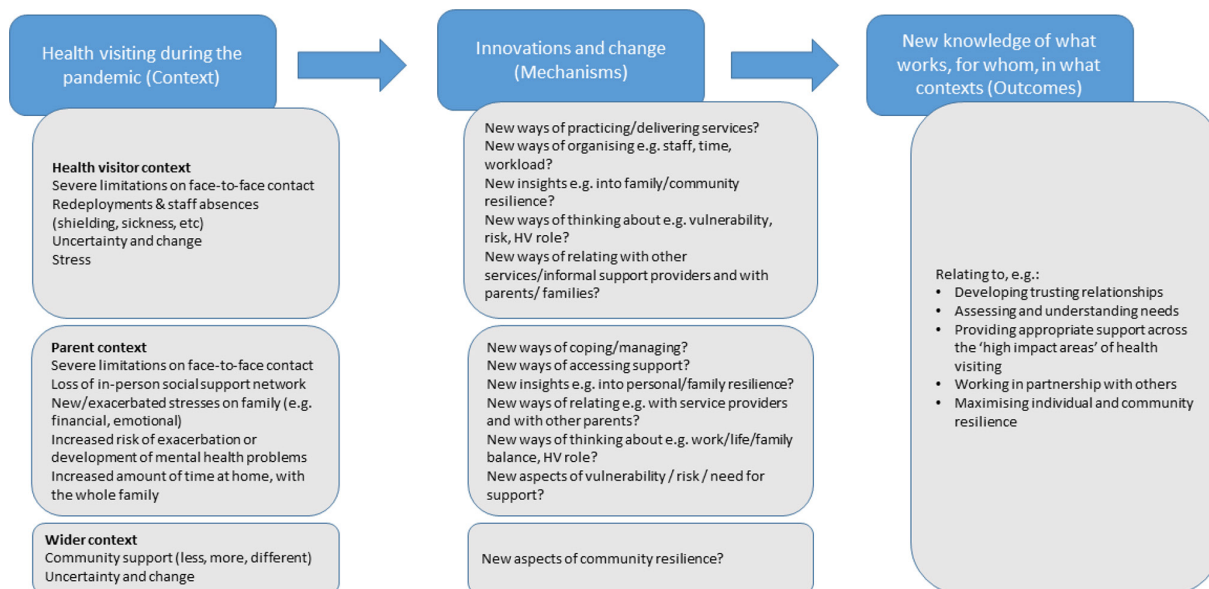 Health visiting during the
pandemic (Context)
Health visitor context
Severe limitations on face-to-face contact
Redeployments & staff absences
(shielding, sickness, etc)
Uncertainty and change
Stress
Parent context
Severe limitations on face-to-face contact
Loss of in-person social support network
New/exacerbated stresses on family (e.g.
financial, emotional)
Increased risk of exacerbation or
development of mental health problems
Increased amount of time at home, with
the whole family
Wider context
Community support (less, more, different)
Uncertainty and change
Innovations and change
(Mechanisms)
New ways of practicing/delivering services?
New ways of organising e.g. staff, time,
workload?
New insights e.g. into family/community
resilience?
New ways of thinking about e.g. vulnerability,
risk, HV role?
New ways of relating with other
services/informal support providers and with
parents/ families?
New ways of coping/managing?
New ways of accessing support?
New insights e.g. into personal/family resilience?
New ways of relating e.g. with service providers
and with other parents?
New ways of thinking about e.g. work/life/family
balance, HV role?
New aspects of vulnerability / risk / need for
support?
New aspects of community resilience?
New knowledge of what
works, for whom, in what
contexts (Outcomes)
Relating to, e.g.:
• Developing trusting relationships
• Assessing and understanding needs
• Providing appropriate support across
the ‘high impact areas’ of health
visiting
• Working in partnership with others
• Maximising individual and community
resilience